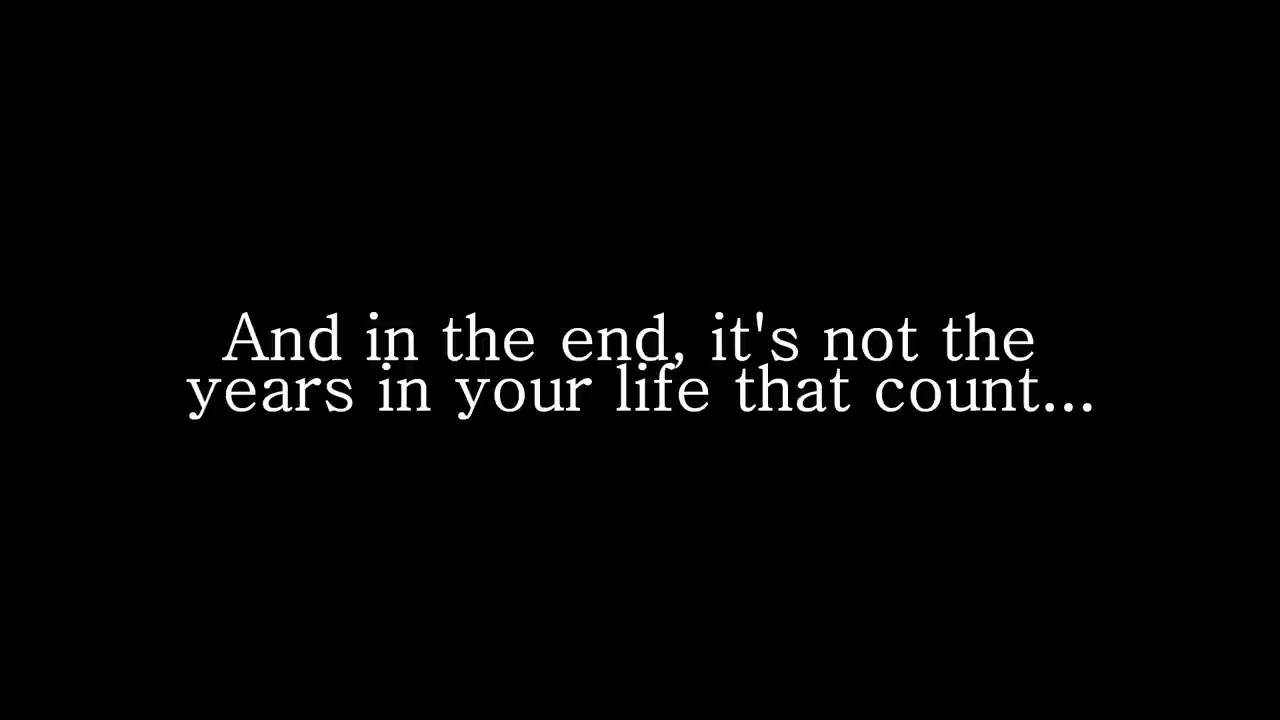 And in the end, it's not the
years in your life that count...